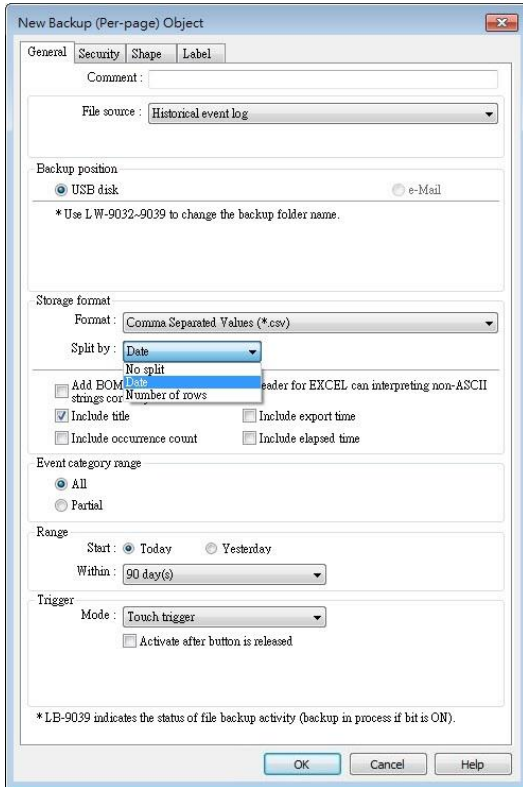 New Backup (Per-page) Object
General Security Shape Label
Comment :
File source : Historical event log
Backup position
USB disk e-Mail
* Use LW-9032~9039 to change the backup folder name.
Storage format
Format : Comma Separated Values (*.csv)
Split by : Date
No split
Date
Number of rows
Add BOM eader for EXCEL can interpreting non-ASCII
strings cor
Include title Include export time
Include occurrence count Include elapsed time
Event category range
All
Partial
Range
Start : Today Yesterday
Within : 90 day(s)
Trigger
Mode : Touch trigger
Activate after button is released
* LB-9039 indicates the status of file backup activity (backup in process if bit is ON).
OK Cancel Help